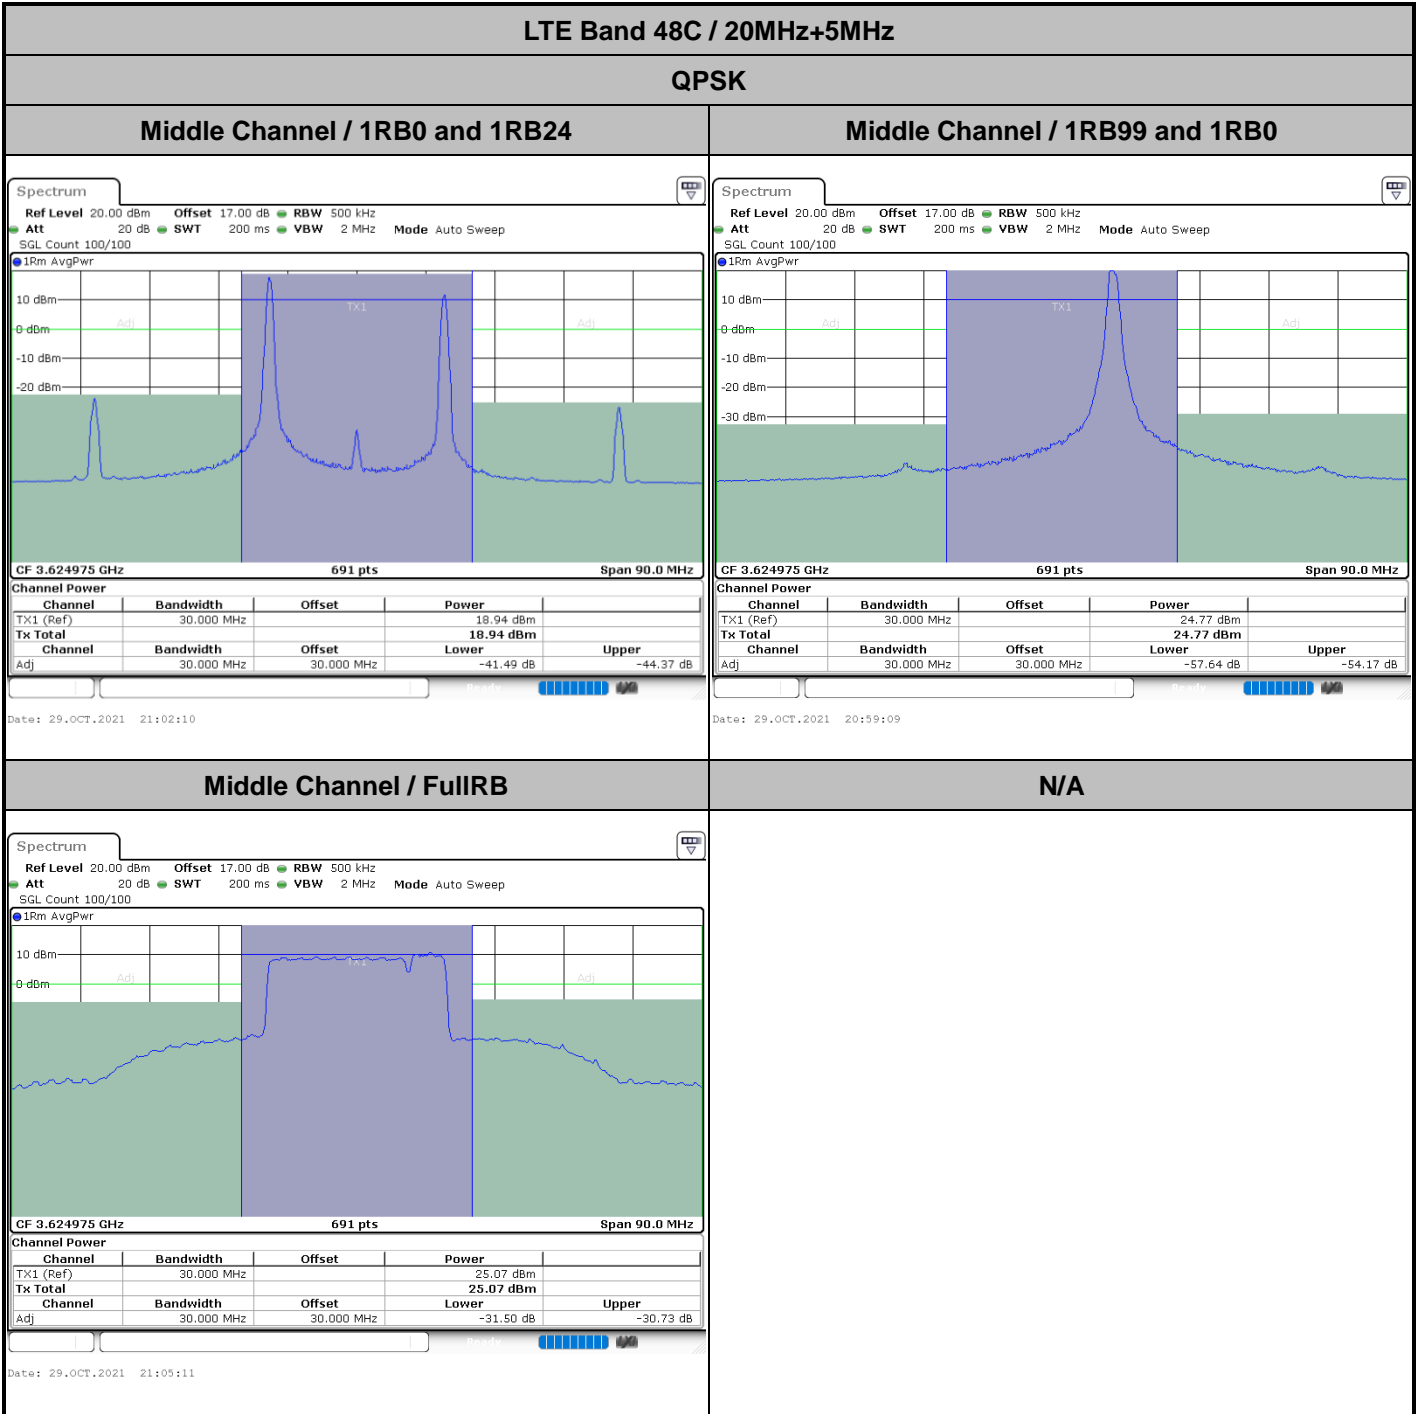 LTE Band 48C / 20MHz+5MHz
QPSK
Middle Channel / 1RB0 and 1RB24
Middle Channel / 1RB99 and 1RB0
Spectrum
Ref Level 20.00 dBm Offset 17.00 dB RBW 500 kHz
Att 20 dB SWT 200 ms VBW 2 MHz Mode Auto Sweep
SGL Count 100/100
1Rm AvgPwr
10 dBm
TX1
0 dBm
Adj
Adj
-10 dBm
-20 dBm
CF 3.624975 GHz 691 pts Span 90.0 MHz
Channel Power
Channel Bandwidth Offset Power
TX1 (Ref) 30.000 MHz 18.94 dBm
Tx Total 18.94 dBm
Channel Bandwidth Offset Lower Upper
Adj 30.000 MHz 30.000 MHz -41.49 dB -44.37 dB
Ready
Date: 29.OCT.2021 21:02:10
Spectrum
Ref Level 20.00 dBm Offset 17.00 dB RBW 500 kHz
Att 20 dB SWT 200 ms VBW 2 MHz Mode Auto Sweep
SGL Count 100/100
1Rm AvgPwr
10 dBm
TX1
0 dBm
Adj
Adj
-10 dBm
-20 dBm
-30 dBm
CF 3.624975 GHz 691 pts Span 90.0 MHz
Channel Power
Channel Bandwidth Offset Power
TX1 (Ref) 30.000 MHz 24.77 dBm
Tx Total 24.77 dBm
Channel Bandwidth Offset Lower Upper
Adj 30.000 MHz 30.000 MHz -57.64 dB -54.17 dB
Ready
Date: 29.OCT.2021 20:59:09
Middle Channel / FullRB
N/A
Spectrum
Ref Level 20.00 dBm Offset 17.00 dB RBW 500 kHz
Att 20 dB SWT 200 ms VBW 2 MHz Mode Auto Sweep
SGL Count 100/100
1Rm AvgPwr
10 dBm
TX1
0 dBm
Adj
Adj
CF 3.624975 GHz 691 pts Span 90.0 MHz
Channel Power
Channel Bandwidth Offset Power
TX1 (Ref) 30.000 MHz 25.07 dBm
Tx Total 25.07 dBm
Channel Bandwidth Offset Lower Upper
Adj 30.000 MHz 30.000 MHz -31.50 dB -30.73 dB
Ready
Date: 29.OCT.2021 21:05:11